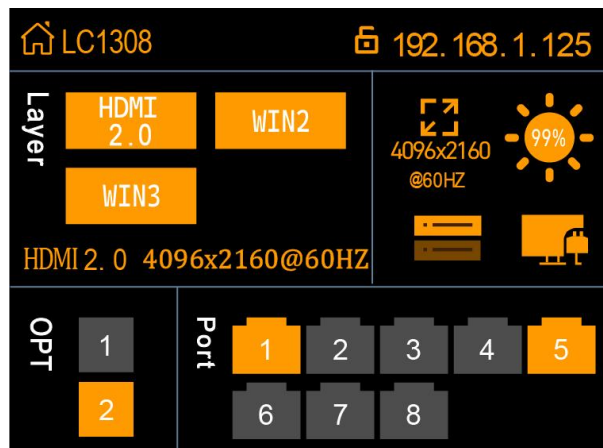 LC1308
192.168.1.125
Layer
HDMI
2.0
WIN2
WIN3
HDMI 2.0 4096x2160@60HZ
4096x2160
@60HZ
99%
OPT
1
2
Port
1 2 3 4 5
6 7 8